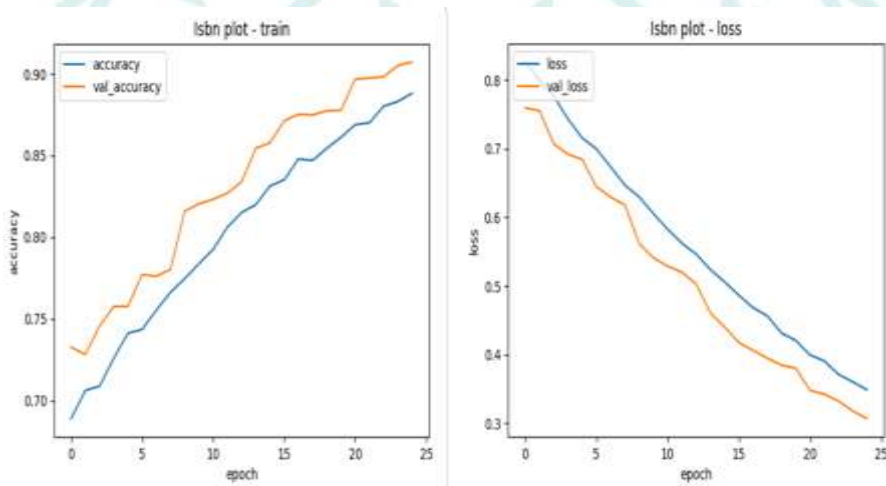 lsbn plot - train
accuracy
val_accuracy
0.90
0.85
0.80
0.75
0.70
accuracy
0 5 10 15 20 25
epoch
lsbn plot - loss
loss
val_loss
0.8
0.7
0.6
0.5
0.4
0.3
loss
0 5 10 15 20 25
epoch